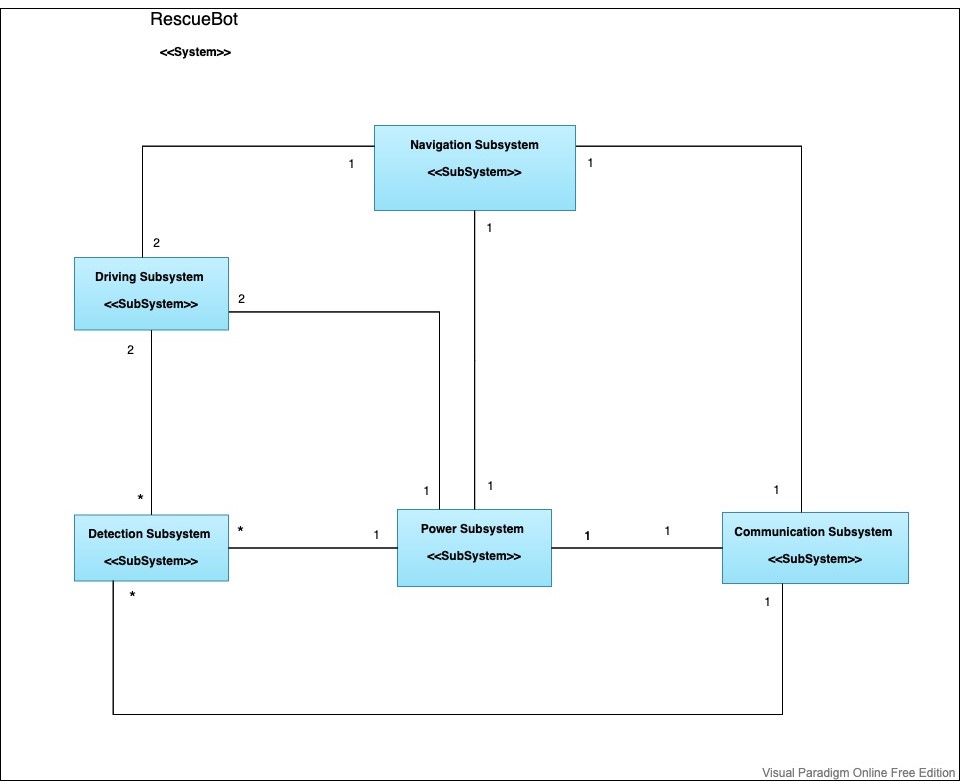 RescueBot
<<System>>
Navigation Subsystem
<<SubSystem>>
1
1
1
2
Driving Subsystem
<<SubSystem>>
2
2
*
1
1
1
Detection Subsystem
<<SubSystem>>
*
1
Power Subsystem
<<SubSystem>>
1
1
Communication Subsystem
<<SubSystem>>
*
1
Visual Paradigm Online Free Edition